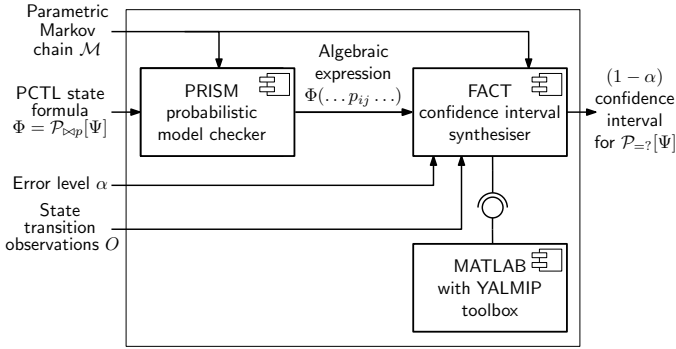 Parametric
Markov
chain ℳ
PCTL state
formula
Φ = 𝒫⋈p[Ψ]
Error level α
State
transition
observations O
PRISM
probabilistic
model checker
Algebraic
expression
Φ(… pij …)
FACT
confidence interval
synthesiser
MATLAB
with YALMIP
toolbox
(1 − α)
confidence
interval
for 𝒫=?[Ψ]